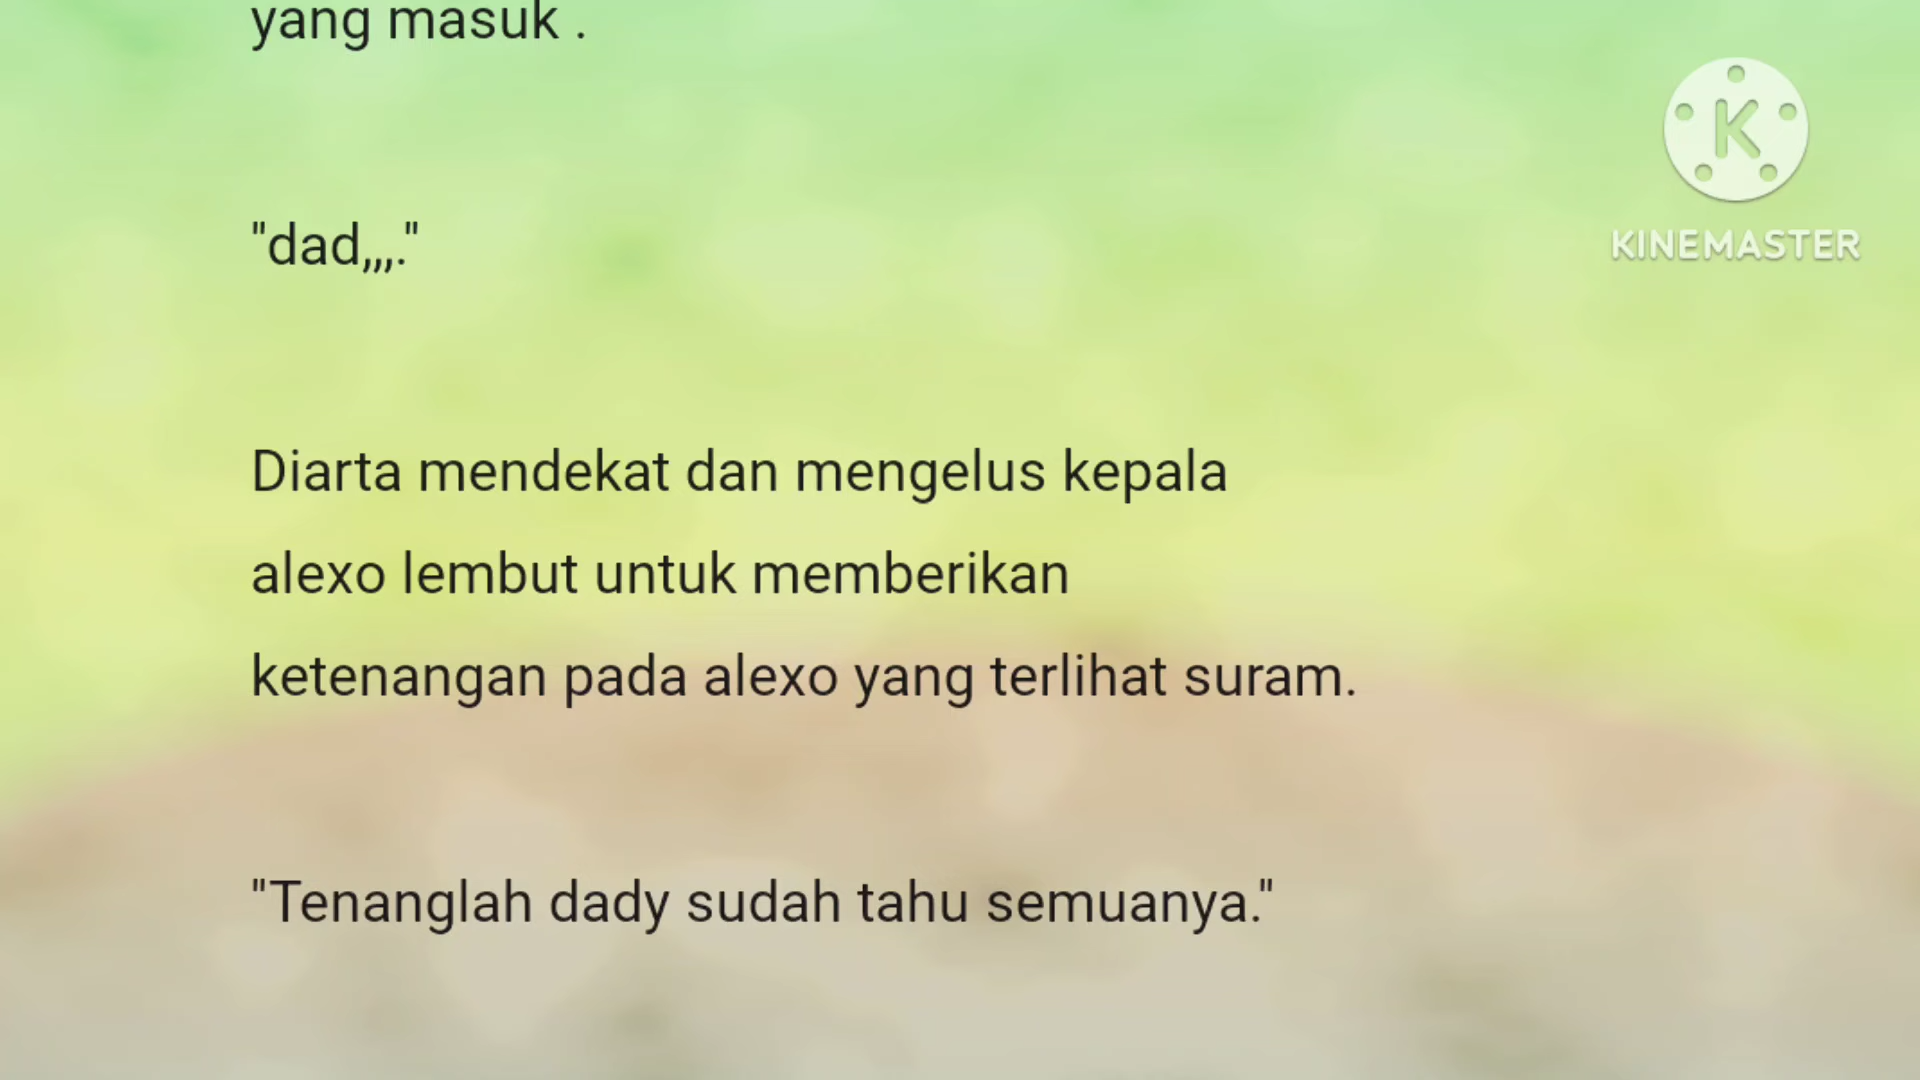 yang masuk .
"dad,,,."
Diarta mendekat dan mengelus kepala
alexo lembut untuk memberikan
ketenangan pada alexo yang terlihat suram.
"Tenanglah dady sudah tahu semuanya."
K
KINEMASTER